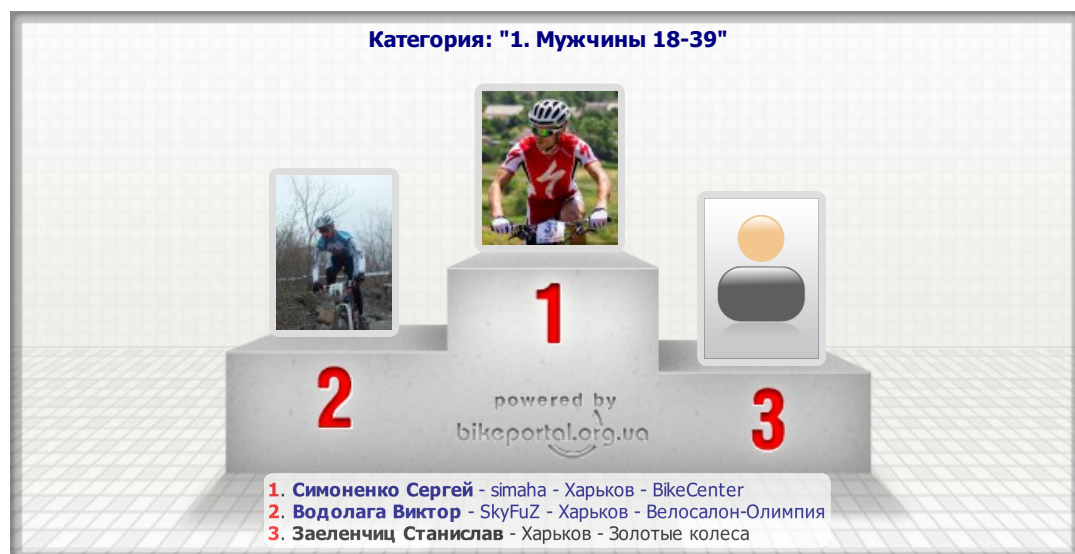 Категория: "1. Мужчины 18-39"
1
2
3
powered by
bikeportal.org.ua
1. Симоненко Сергей - simaha - Харьков - BikeCenter
2. Водолага Виктор - SkyFuZ - Харьков - Велосалон-Олимпия
3. Заеленчиц Станислав - Харьков - Золотые колеса